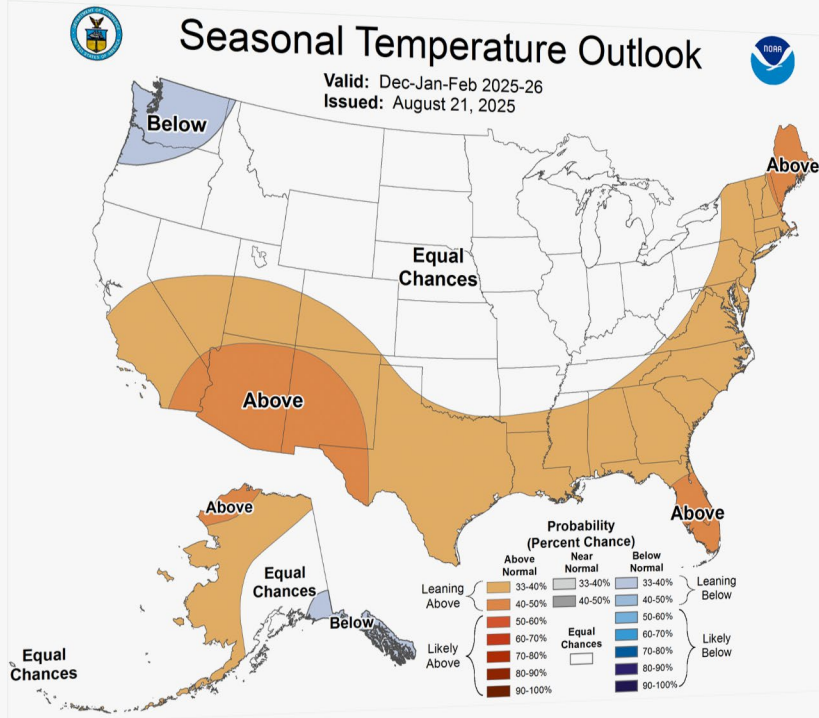 Seasonal Temperature Outlook
NOAA
Valid: Dec-Jan-Feb 2025-26
Issued: August 21, 2025
Below
Above
Equal
Chances
Above
Above
Above
Equal
Chances
Below
Equal
Chances
Probability
(Percent Chance)
Above
Normal
Near
Normal
Below
Normal
Leaning
Above
33-40%
40-50%
33-40%
40-50%
33-40%
40-50%
Leaning
Below
Likely
Above
50-60%
60-70%
70-80%
80-90%
90-100%
Equal
Chances
50-60%
60-70%
70-80%
80-90%
90-100%
Likely
Below